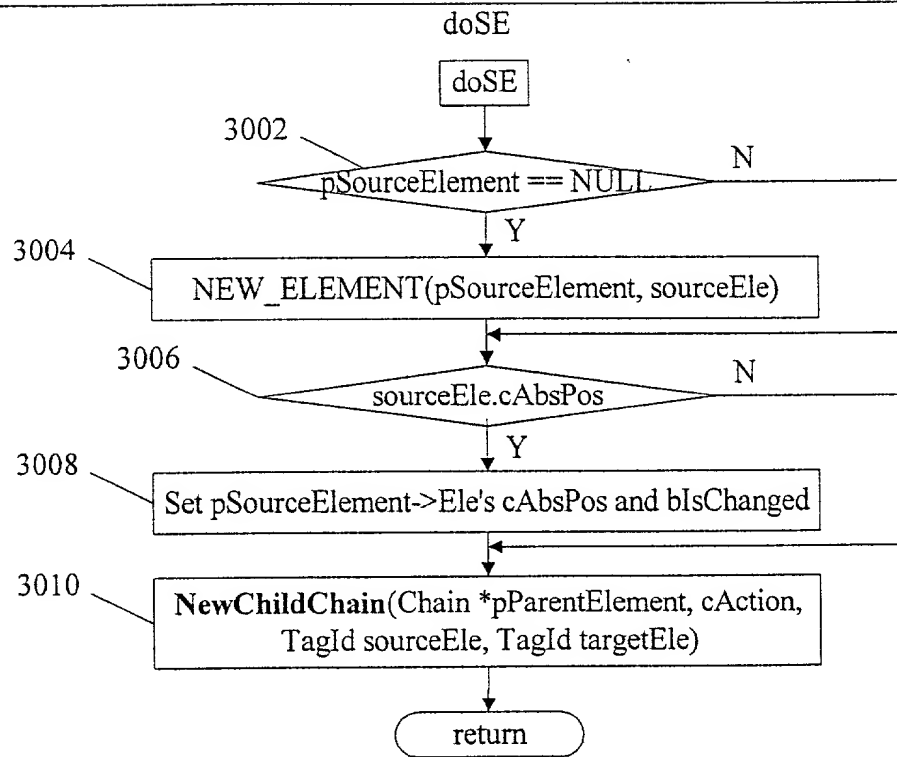 doSE
doSE
3002
N
pSourceElement == NULL
Y
3004
NEW_ELEMENT(pSourceElement, sourceEle)
3006
N
sourceEle.cAbsPos
Y
3008
Set pSourceElement->Ele's cAbsPos and bIsChanged
3010
NewChildChain(Chain *pParentElement, cAction,
TagId sourceEle, TagId targetEle)
return